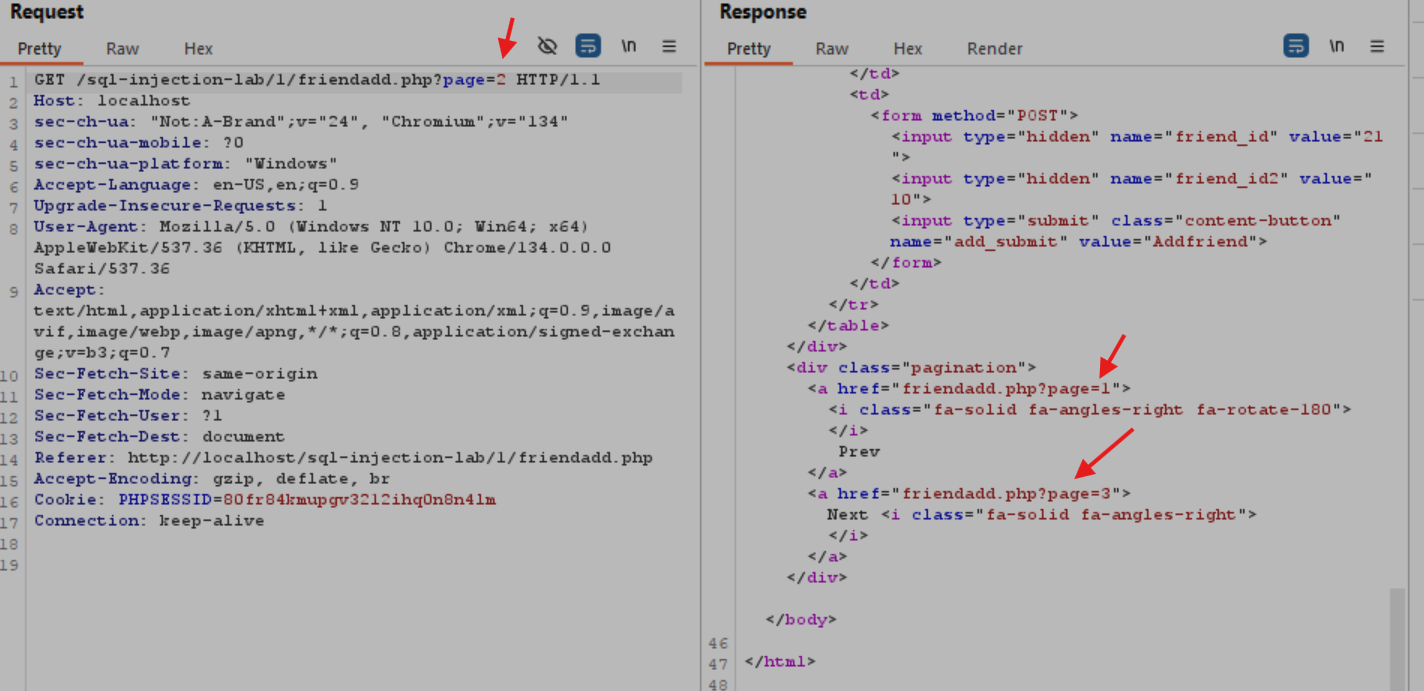 Request
Pretty Raw Hex \n
1 GET /sql-injection-lab/1/friendadd.php?page=2 HTTP/1.1
2 Host: localhost
3 sec-ch-ua: "Not:A-Brand";v="24", "Chromium";v="134"
4 sec-ch-ua-mobile: ?0
5 sec-ch-ua-platform: "Windows"
6 Accept-Language: en-US,en;q=0.9
7 Upgrade-Insecure-Requests: 1
8 User-Agent: Mozilla/5.0 (Windows NT 10.0; Win64; x64)
AppleWebKit/537.36 (KHTML, like Gecko) Chrome/134.0.0.0
Safari/537.36
9 Accept:
text/html,application/xhtml+xml,application/xml;q=0.9,image/a
vif,image/webp,image/apng,*/*;q=0.8,application/signed-exchan
ge;v=b3;q=0.7
10 Sec-Fetch-Site: same-origin
11 Sec-Fetch-Mode: navigate
12 Sec-Fetch-User: ?1
13 Sec-Fetch-Dest: document
14 Referer: http://localhost/sql-injection-lab/1/friendadd.php
15 Accept-Encoding: gzip, deflate, br
16 Cookie: PHPSESSID=80fr84kmupgv3212ihq0n8n41m
17 Connection: keep-alive
18
19
Response
Pretty Raw Hex Render \n
</td>
<td>
<form method="POST">
<input type="hidden" name="friend_id" value="21
">
<input type="hidden" name="friend_id2" value="
10">
<input type="submit" class="content-button"
name="add_submit" value="Addfriend">
</form>
</td>
</tr>
</table>
</div>
<div class="pagination">
<a href="friendadd.php?page=1">
<i class="fa-solid fa-angles-right fa-rotate-180">
</i>
Prev
</a>
<a href="friendadd.php?page=3">
Next <i class="fa-solid fa-angles-right">
</i>
</a>
</div>
</body>
46
47 </html>
48